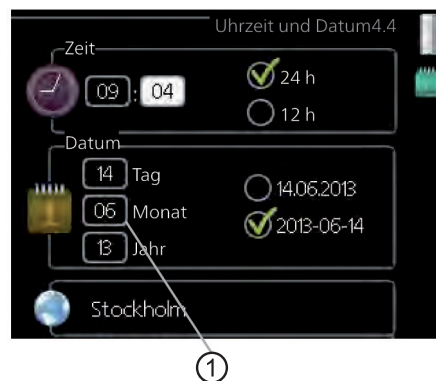 Uhrzeit und Datum4.4
Zeit
09 : 04
24 h
12 h
Datum
14 Tag
06 Monat
13 Jahr
14.06.2013
2013-06-14
Stockholm
1